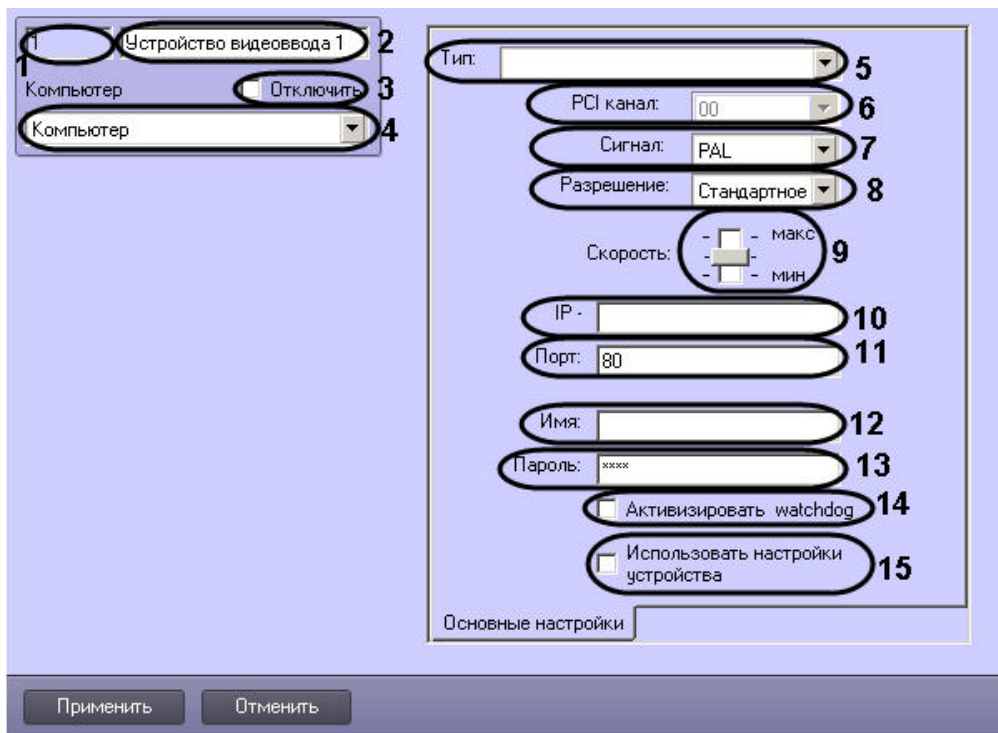 1 Устройство видеоввода 1 2
1
Компьютер Отключить 3
Компьютер 4
Тип: 5
PCI канал: 00 6
Сигнал: PAL 7
Разрешение: Стандартное 8
- - макс
Скорость: - - 9
- - мин
IP - 10
Порт: 80 11
Имя: 12
Пароль: **** 13
Активизировать watchdog 14
Использовать настройки
устройства 15
Основные настройки
Применить Отменить